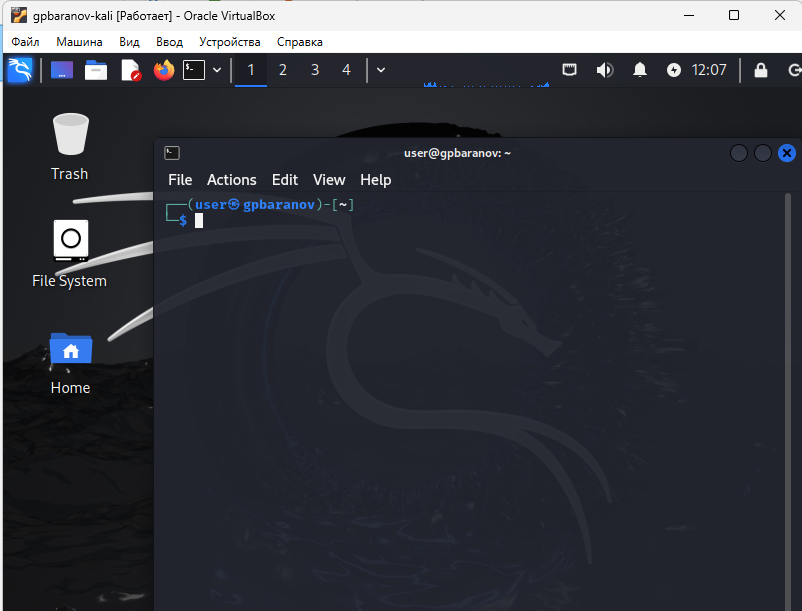 gpbaranov-kali [Работает] - Oracle VirtualBox
Файл Машина Вид Ввод Устройства Справка
1 2 3 4 12:07
Trash
File System
Home
user@gpbaranov: ~
File Actions Edit View Help
┌──(user㉿gpbaranov)-[~]
└─$